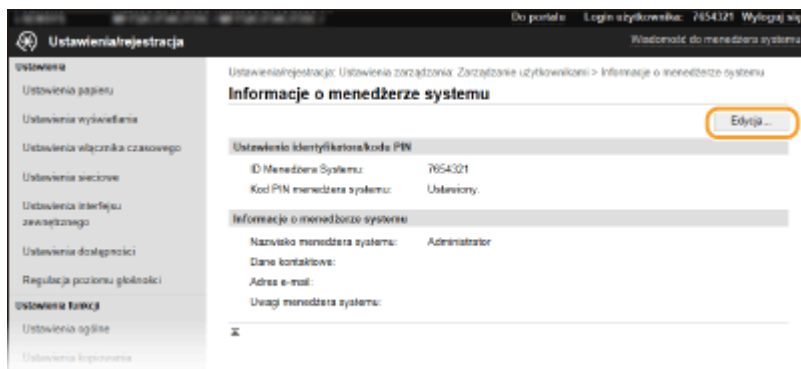 Do portalu Login użytkownika: 7654321 Wyloguj się
Ustawienia/rejestracja
Wiadomość do menedżera systemu
Ustawienia
Ustawienia papieru
Ustawienia wyświetlania
Ustawienia włącznika czasowego
Ustawienia sieciowe
Ustawienia interfejsu
zewnętrznego
Ustawienia dostępności
Regulacja poziomu głośności
Ustawienia funkcji
Ustawienia ogólne
Ustawienia kopiowania
Ustawienia/rejestracja: Ustawienia zarządzania: Zarządzanie użytkownikami > Informacje o menedżerze systemu
Informacje o menedżerze systemu
Edycja...
Ustawienia identyfikatora/kodu PIN
ID Menedżera Systemu: 7654321
Kod PIN menedżera systemu: Ustawiony.
Informacje o menedżerze systemu
Nazwisko menedżera systemu: Administrator
Dane kontaktowe:
Adres e-mail:
Uwagi menedżera systemu: